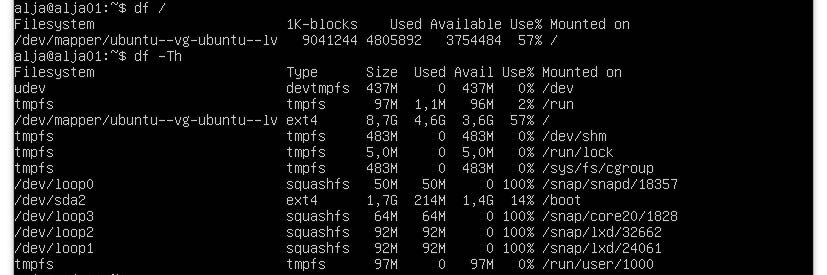 alja@alja01:~$ df /
Filesystem 1K-blocks Used Available Use% Mounted on
/dev/mapper/ubuntu--vg-ubuntu--lv 9041244 4805892 3754484 57% /
alja@alja01:~$ df -Th
Filesystem Type Size Used Avail Use% Mounted on
udev devtmpfs 437M 0 437M 0% /dev
tmpfs tmpfs 97M 1,1M 96M 2% /run
/dev/mapper/ubuntu--vg-ubuntu--lv ext4 8,7G 4,6G 3,6G 57% /
tmpfs tmpfs 483M 0 483M 0% /dev/shm
tmpfs tmpfs 5,0M 0 5,0M 0% /run/lock
tmpfs tmpfs 483M 0 483M 0% /sys/fs/cgroup
/dev/loop0 squashfs 50M 50M 0 100% /snap/snapd/18357
/dev/sda2 ext4 1,7G 214M 1,4G 14% /boot
/dev/loop3 squashfs 64M 64M 0 100% /snap/core20/1828
/dev/loop2 squashfs 92M 92M 0 100% /snap/lxd/32662
/dev/loop1 squashfs 92M 92M 0 100% /snap/lxd/24061
tmpfs tmpfs 97M 0 97M 0% /run/user/1000